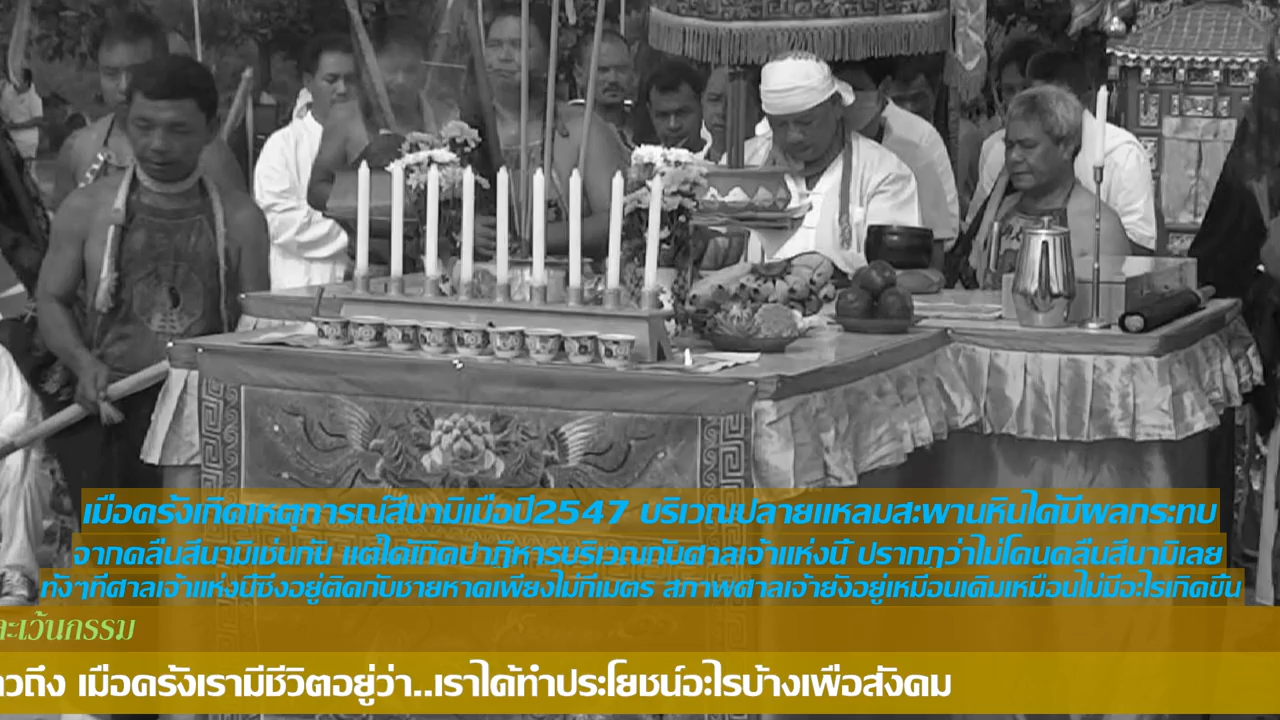 เมื่อครั้งเกิดเหตุการณ์สึนามิเมื่อปี2547 บริเวณปลายแหลมสะพานหินได้มีผลกระทบ
จากคลื่นสึนามิเช่นกัน แต่ได้เกิดปาฏิหารบริเวณกับศาลเจ้าแห่งนี้ ปรากฎว่าไม่โดนคลื่นสึนามิเลย
ทั้งๆที่ศาลเจ้าแห่งนี้ซึ่งอยู่ติดกับชายหาดเพียงไม่กี่เมตร สภาพศาลเจ้ายังอยู่เหมือนเดิมเหมือนไม่มีอะไรเกิดขึ้น
ละเว้นกรรม
าวถึง เมื่อครั้งเรามีชีวิตอยู่ว่า..เราได้ทำประโยชน์อะไรบ้างเพื่อสังคม